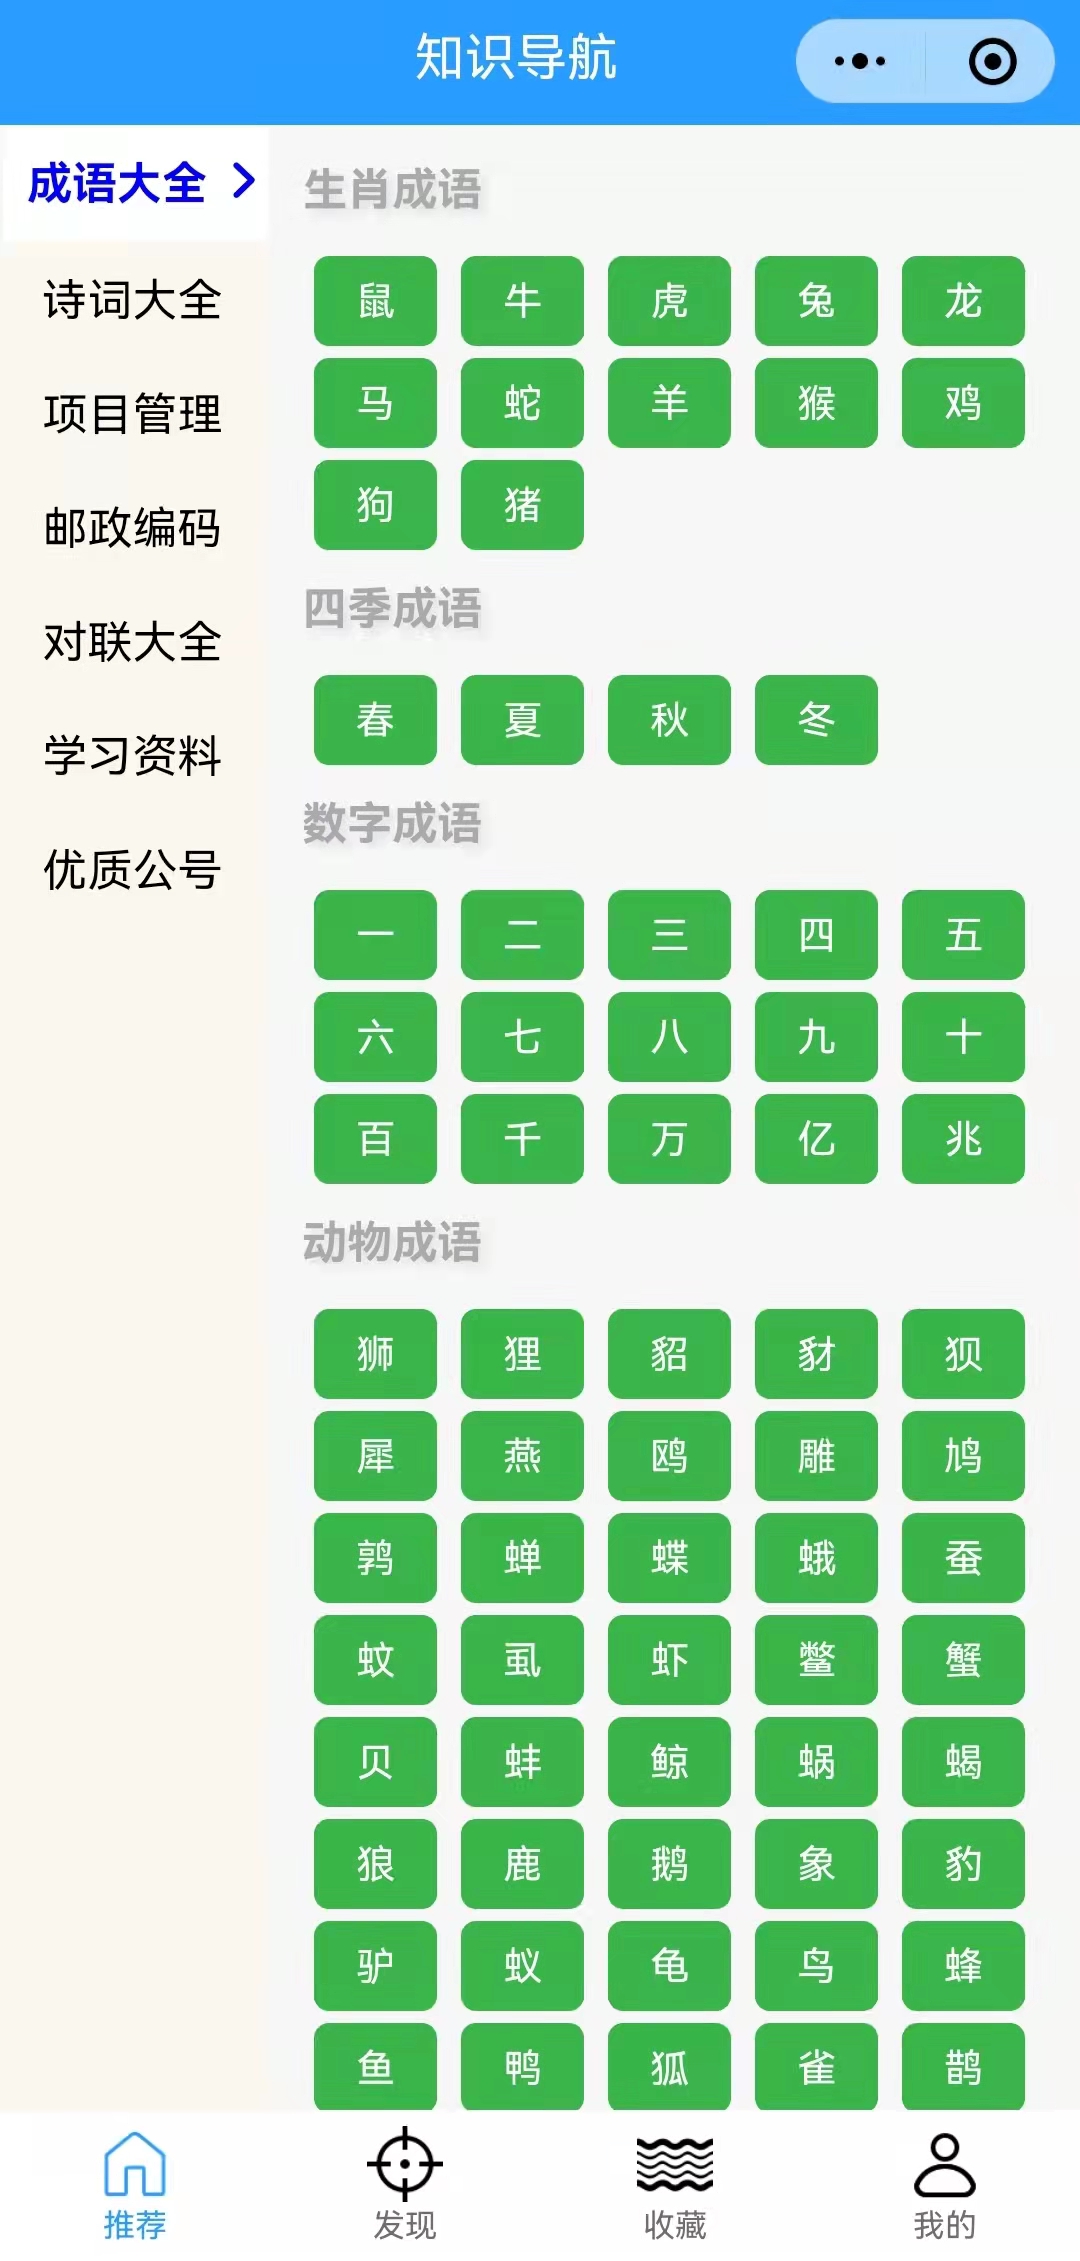 知识导航
成语大全
诗词大全
项目管理
邮政编码
对联大全
学习资料
优质公号
生肖成语
鼠 牛 虎 兔 龙
马 蛇 羊 猴 鸡
狗 猪
四季成语
春 夏 秋 冬
数字成语
一 二 三 四 五
六 七 八 九 十
百 千 万 亿 兆
动物成语
狮 狸 貂 豺 狈
犀 燕 鸥 雕 鸠
鹑 蝉 蝶 蛾 蚕
蚊 虱 虾 鳖 蟹
贝 蚌 鲸 蜗 蝎
狼 鹿 鹅 象 豹
驴 蚁 龟 鸟 蜂
鱼 鸭 狐 雀 鹊
推荐 发现 收藏 我的